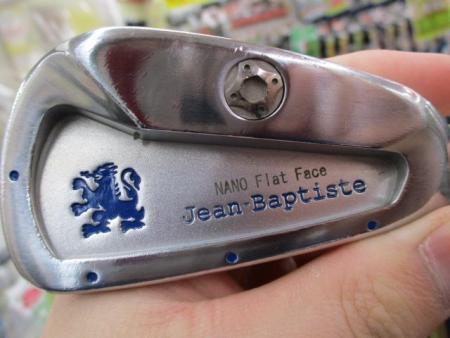 NANO Flat Face
Jean-Baptiste